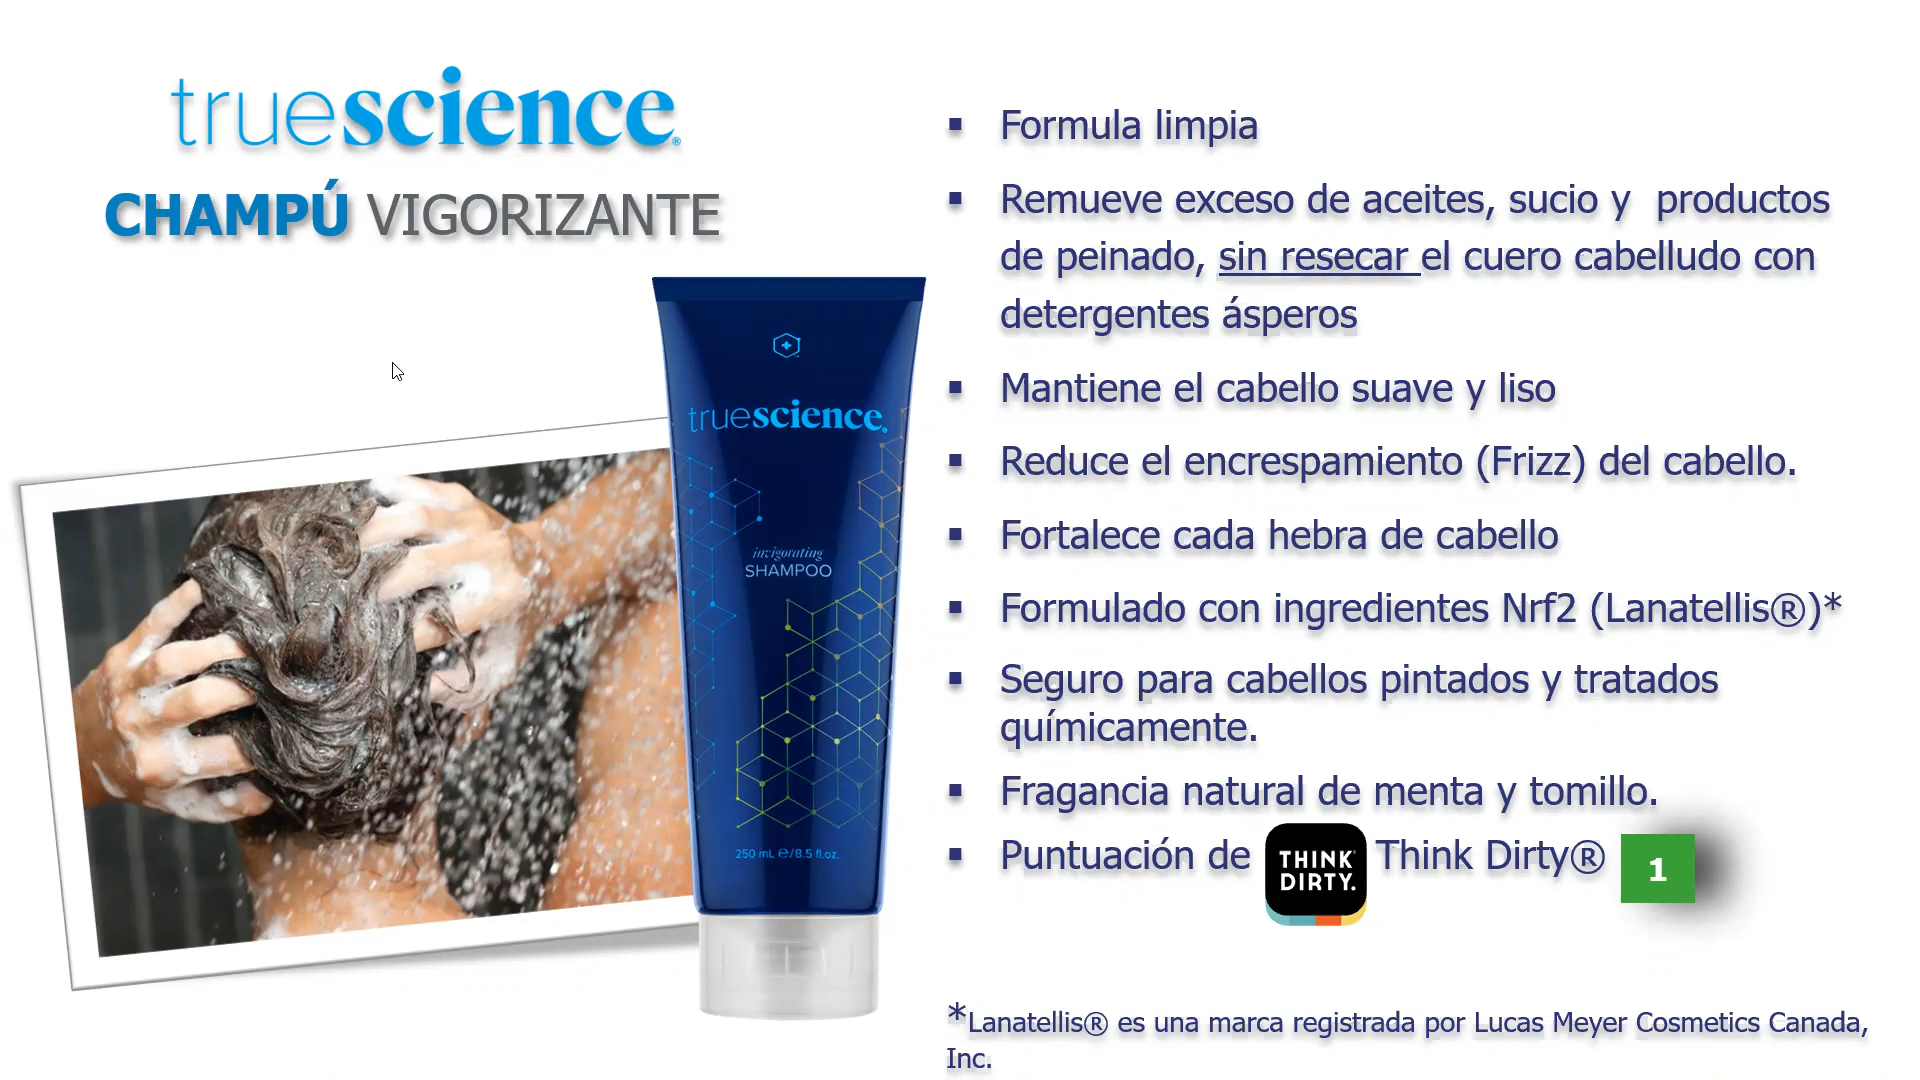 truescience®
CHAMPÚ VIGORIZANTE
truescience®
invigorating
SHAMPOO
250 mL ℮/8.5 fl.oz.
▪ Formula limpia
▪ Remueve exceso de aceites, sucio y  productos
de peinado, sin resecar el cuero cabelludo con
detergentes ásperos
▪ Mantiene el cabello suave y liso
▪ Reduce el encrespamiento (Frizz) del cabello.
▪ Fortalece cada hebra de cabello
▪ Formulado con ingredientes Nrf2 (Lanatellis®)*
▪ Seguro para cabellos pintados y tratados
químicamente.
▪ Fragancia natural de menta y tomillo.
▪ Puntuación de THINK DIRTY. Think Dirty® 1
*Lanatellis® es una marca registrada por Lucas Meyer Cosmetics Canada,
Inc.